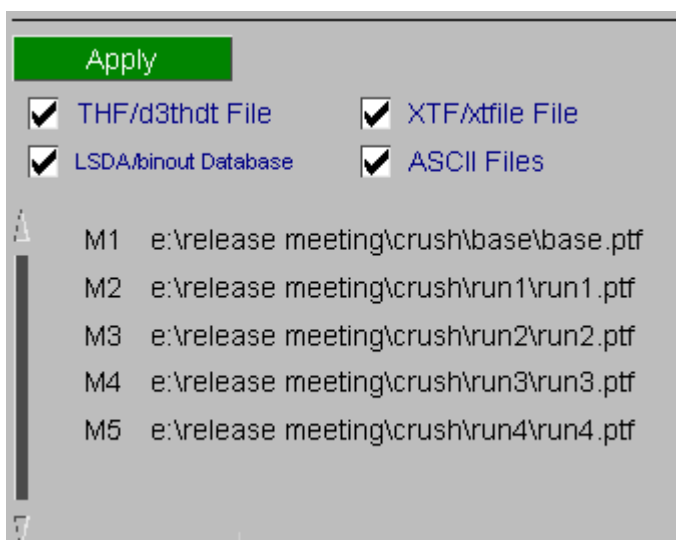 Apply
THF/d3thdt File XTF/xtfile File
LSDA/binout Database ASCII Files
M1 e:\release meeting\crush\base\base.ptf
M2 e:\release meeting\crush\run1\run1.ptf
M3 e:\release meeting\crush\run2\run2.ptf
M4 e:\release meeting\crush\run3\run3.ptf
M5 e:\release meeting\crush\run4\run4.ptf